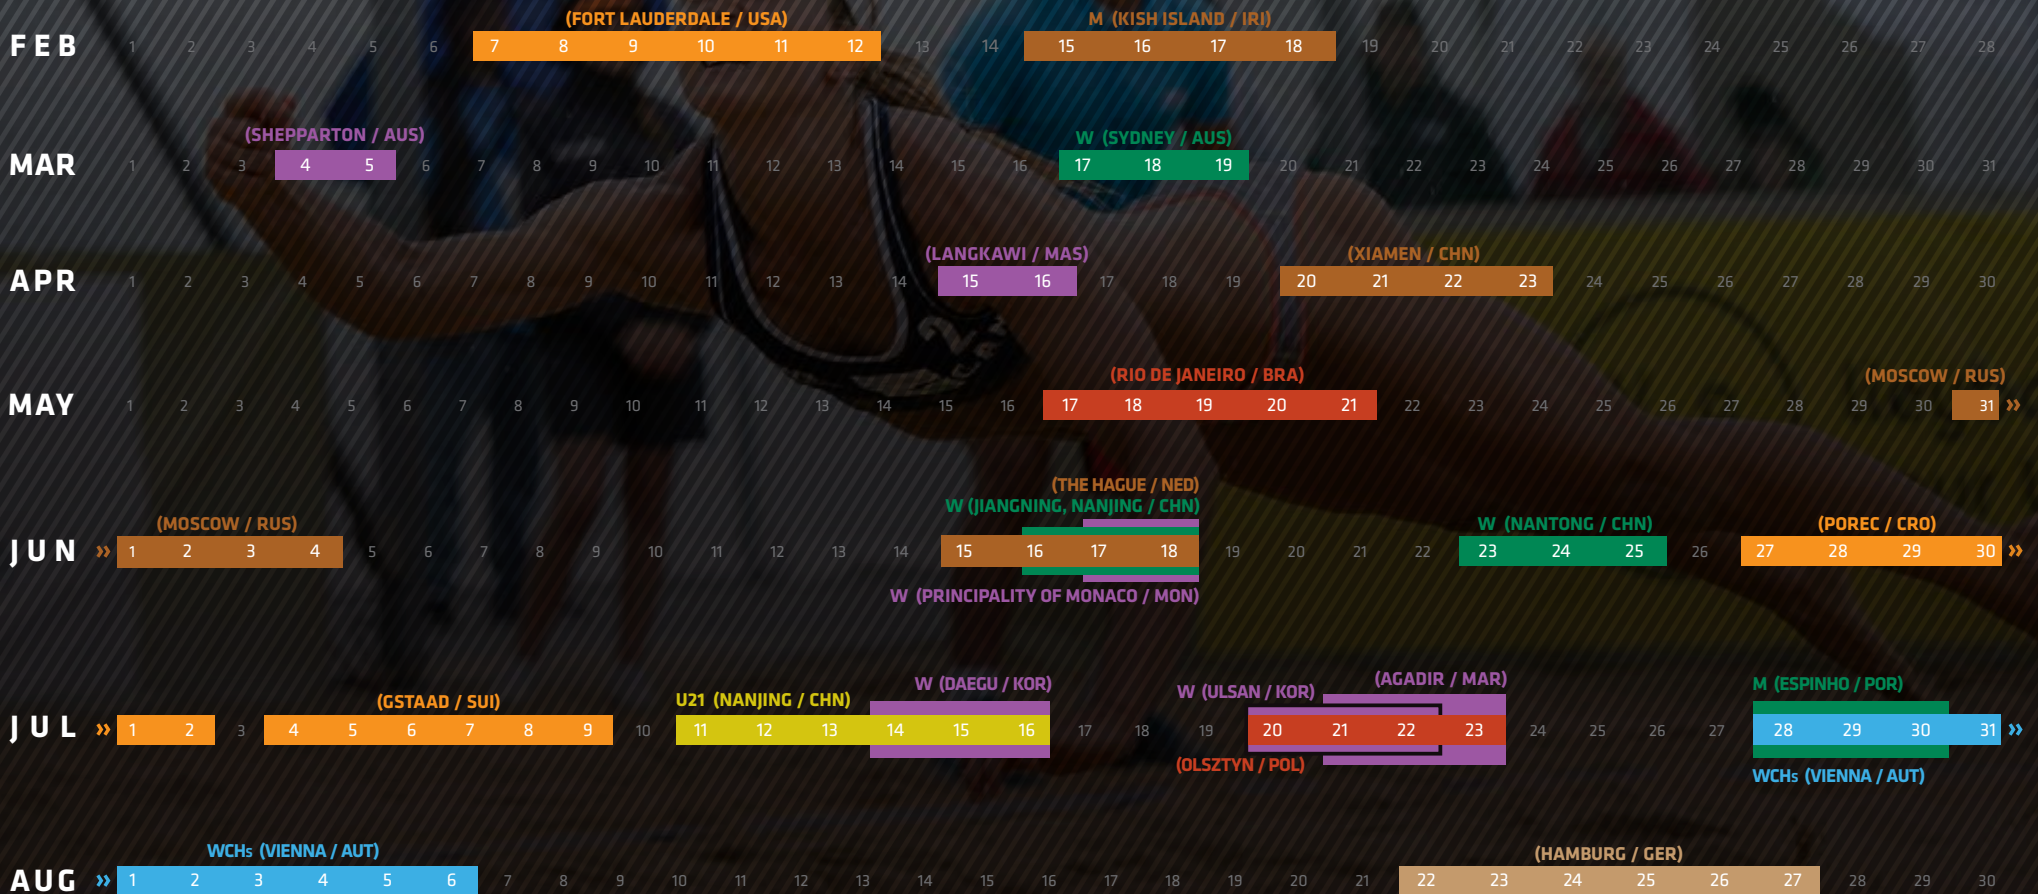 (FORT LAUDERDALE / USA) M (KISH ISLAND / IRI)
FEB 1 2 3 4 5 6 7 8 9 10 11 12 13 14 15 16 17 18 19 20 21 22 23 24 25 26 27 28
(SHEPPARTON / AUS) W (SYDNEY / AUS)
MAR 1 2 3 4 5 6 7 8 9 10 11 12 13 14 15 16 17 18 19 20 21 22 23 24 25 26 27 28 29 30 31
(LANGKAWI / MAS) (XIAMEN / CHN)
APR 1 2 3 4 5 6 7 8 9 10 11 12 13 14 15 16 17 18 19 20 21 22 23 24 25 26 27 28 29 30
(RIO DE JANEIRO / BRA) (MOSCOW / RUS)
MAY 1 2 3 4 5 6 7 8 9 10 11 12 13 14 15 16 17 18 19 20 21 22 23 24 25 26 27 28 29 30 31 »
(THE HAGUE / NED)
W (JIANGNING, NANJING / CHN)
(MOSCOW / RUS) W (NANTONG / CHN) (POREC / CRO)
JUN » 1 2 3 4 5 6 7 8 9 10 11 12 13 14 15 16 17 18 19 20 21 22 23 24 25 26 27 28 29 30 »
W (PRINCIPALITY OF MONACO / MON)
W (DAEGU / KOR) W (ULSAN / KOR) (AGADIR / MAR) M (ESPINHO / POR)
(GSTAAD / SUI) U21 (NANJING / CHN)
JUL » 1 2 3 4 5 6 7 8 9 10 11 12 13 14 15 16 17 18 19 20 21 22 23 24 25 26 27 28 29 30 31 »
(OLSZTYN / POL) WCHs (VIENNA / AUT)
WCHs (VIENNA / AUT) (HAMBURG / GER)
AUG » 1 2 3 4 5 6 7 8 9 10 11 12 13 14 15 16 17 18 19 20 21 22 23 24 25 26 27 28 29 30